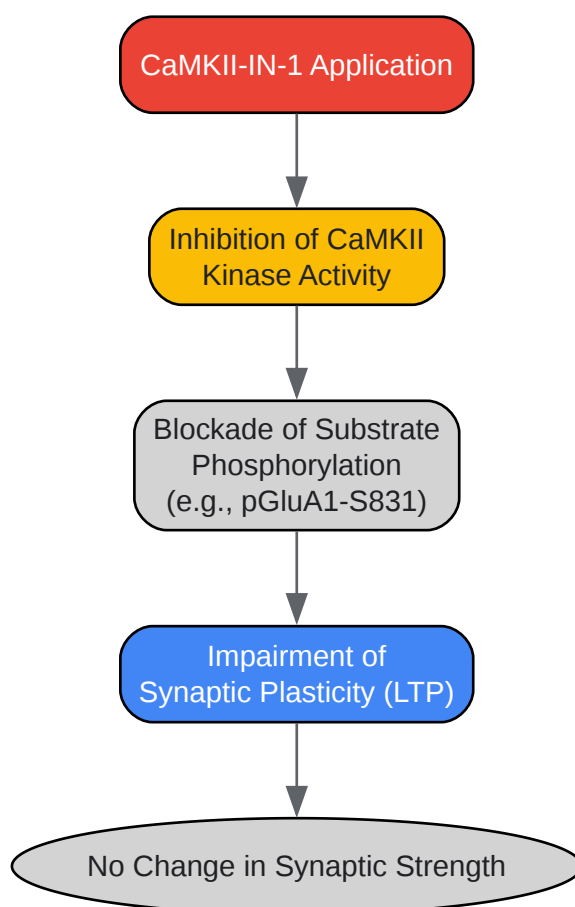 CaMKII-IN-1 Application
Inhibition of CaMKII
Kinase Activity
Blockade of Substrate
Phosphorylation
(e.g., pGluA1-S831)
Impairment of
Synaptic Plasticity (LTP)
No Change in Synaptic Strength